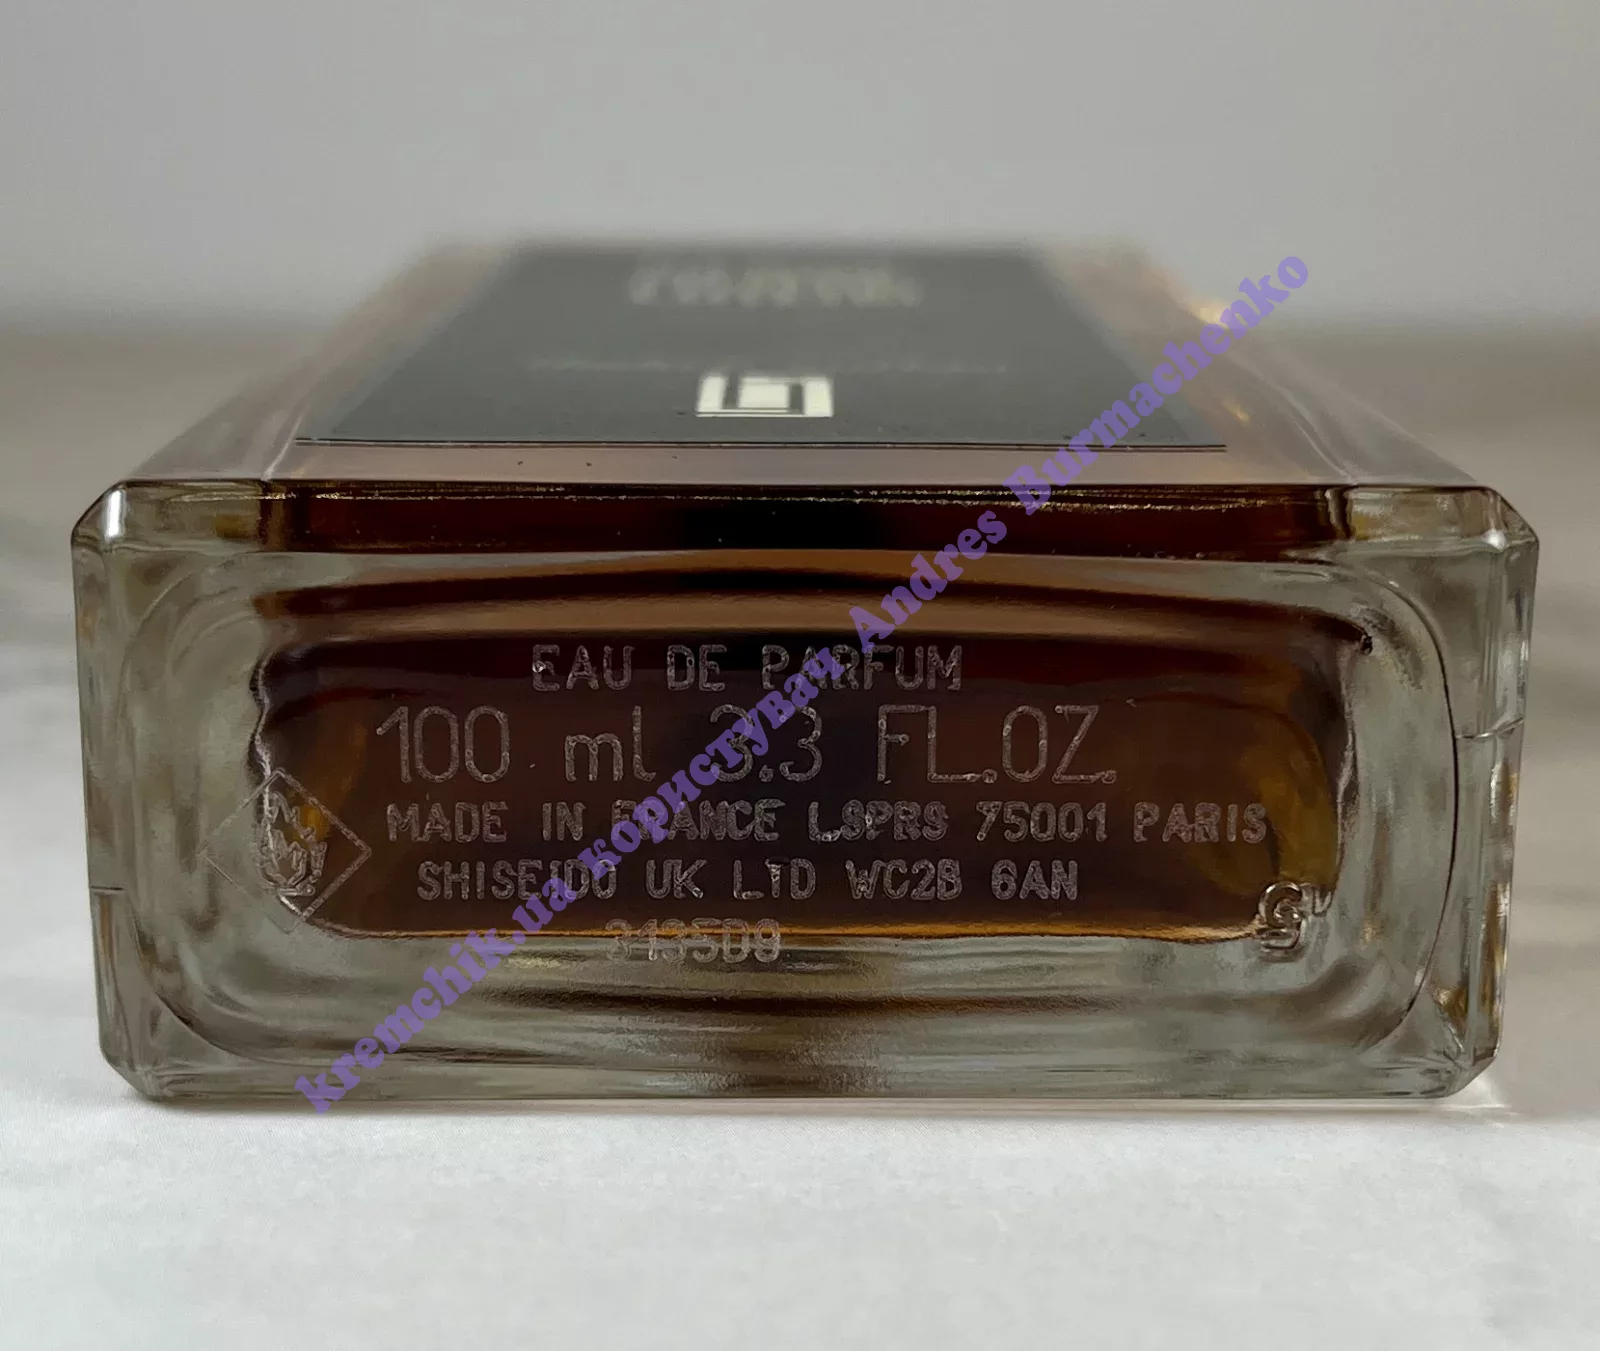 EAU DE PARFUM
100 ml 3.3 FL.OZ.
MADE IN FRANCE LSPRS 75001 PARIS
SHISEIDO UK LTD WC2B 6AN
3135D9
kremchik.ua користувач Andres Burmachenko